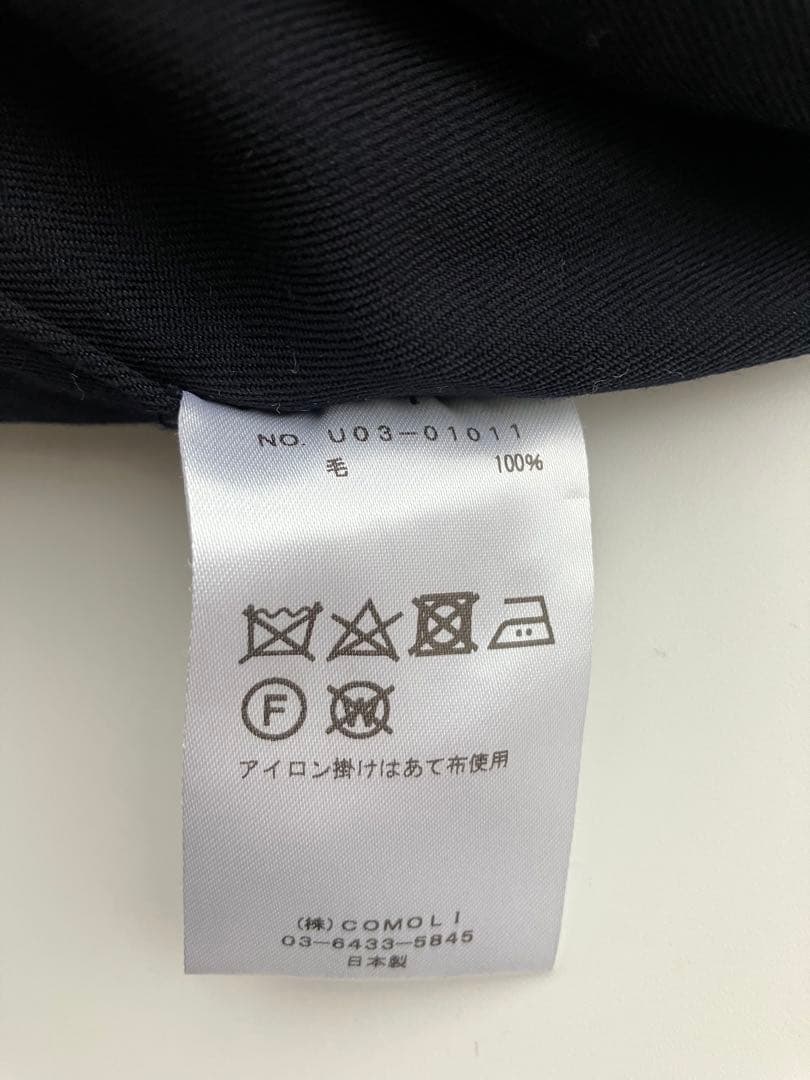 NO. U03-01011
毛 100%
F W
アイロン掛けはあて布使用
(株)COMOLI
03-6433-5845
日本製